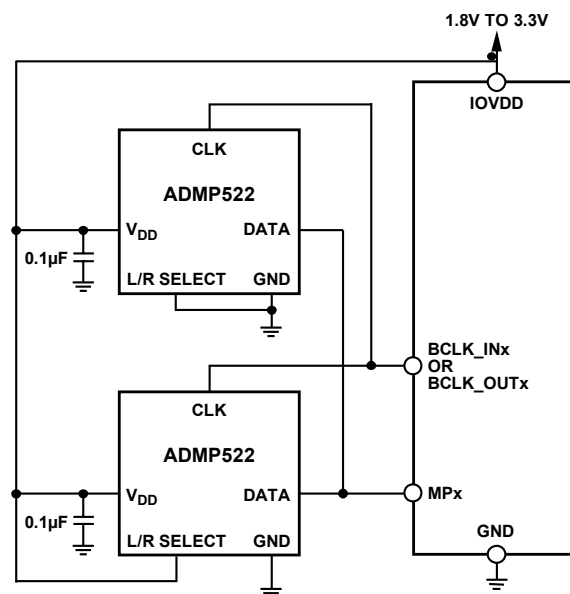 1.8V TO 3.3V
IOVDD
CLK
ADMP522
VDD
DATA
0.1µF
L/R SELECT
GND
BCLK_INx
OR
BCLK_OUTx
CLK
ADMP522
VDD
DATA
MPx
0.1µF
L/R SELECT
GND
GND